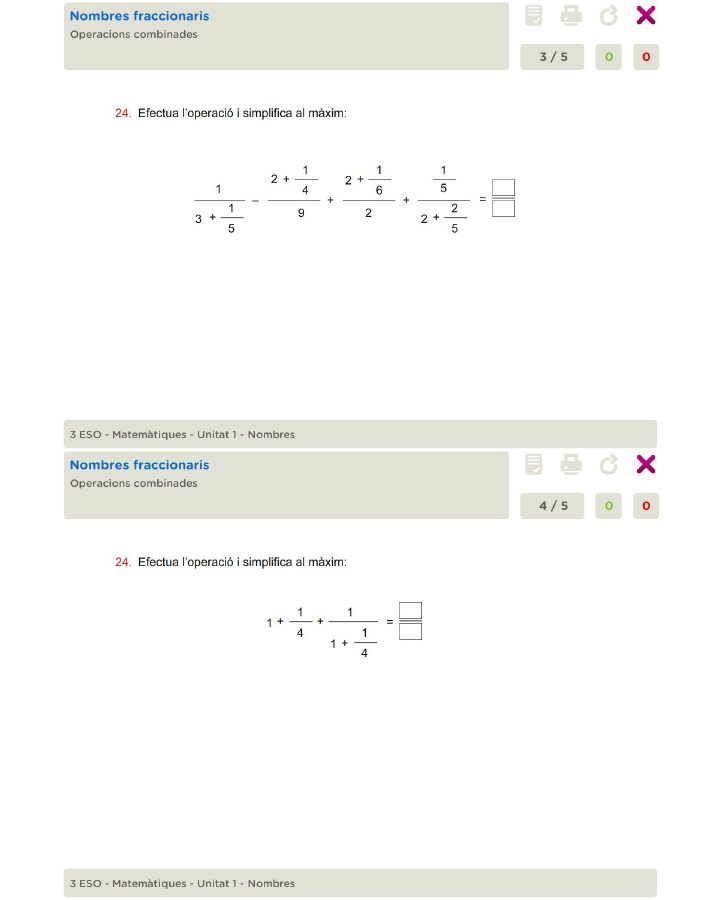 Nombres fraccionaris
Operacions combinades
3 / 5
0
0
24. Efectua l'operació i simplifica al màxim:
1 / (3 + 1/5) – (2 + 1/4) / 9 + (2 + 1/6) / 2 + (1/5) / (2 + 2/5) =
3 ESO - Matemàtiques - Unitat 1 - Nombres
Nombres fraccionaris
Operacions combinades
4 / 5
0
0
24. Efectua l'operació i simplifica al màxim:
1 + 1/4 + 1 / (1 + 1/4) =
3 ESO - Matemàtiques - Unitat 1 - Nombres